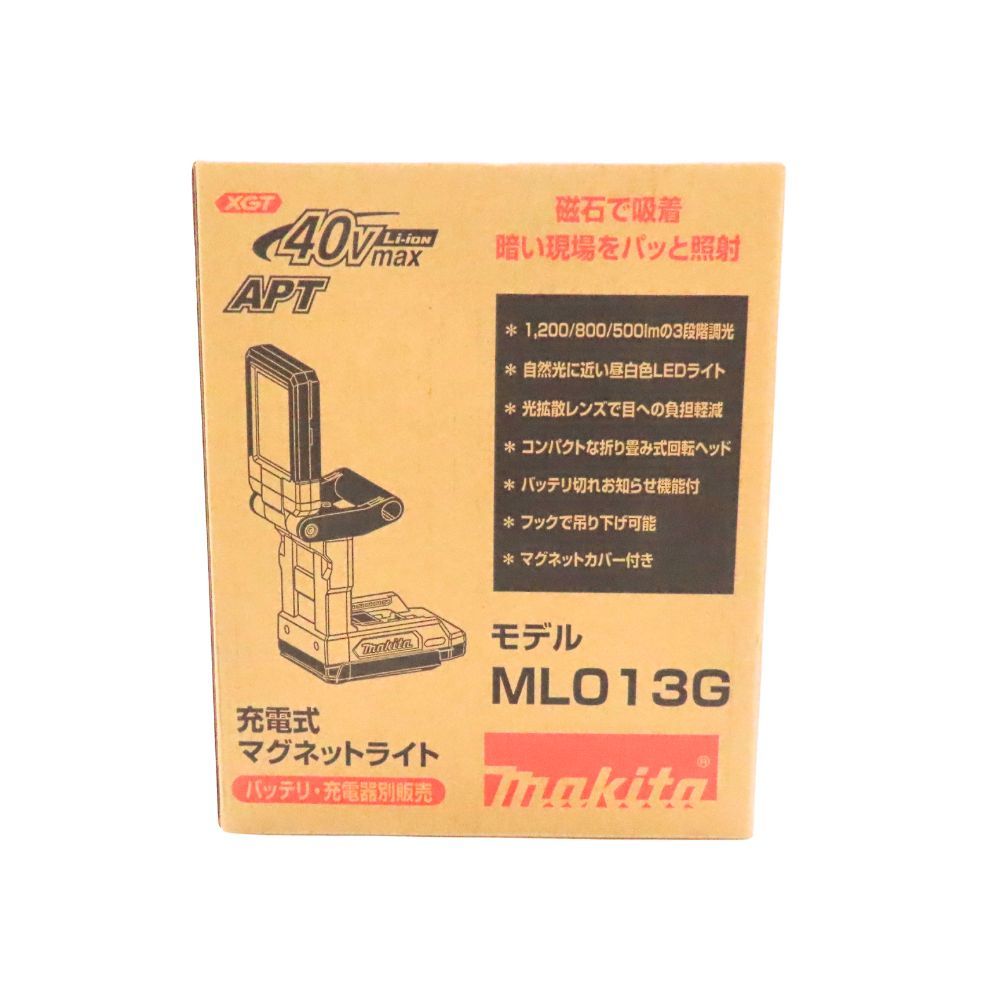 XGT
40Vmax Li-ion
APT
磁石で吸着
暗い現場をパッと照射
* 1,200/800/500lmの3段階調光
* 自然光に近い昼白色LEDライト
* 光拡散レンズで目への負担軽減
* コンパクトな折り畳み式回転ヘッド
* バッテリ切れお知らせ機能付
* フックで吊り下げ可能
* マグネットカバー付き
makita
モデル
ML013G
充電式
マグネットライト
バッテリ・充電器別販売
makita®